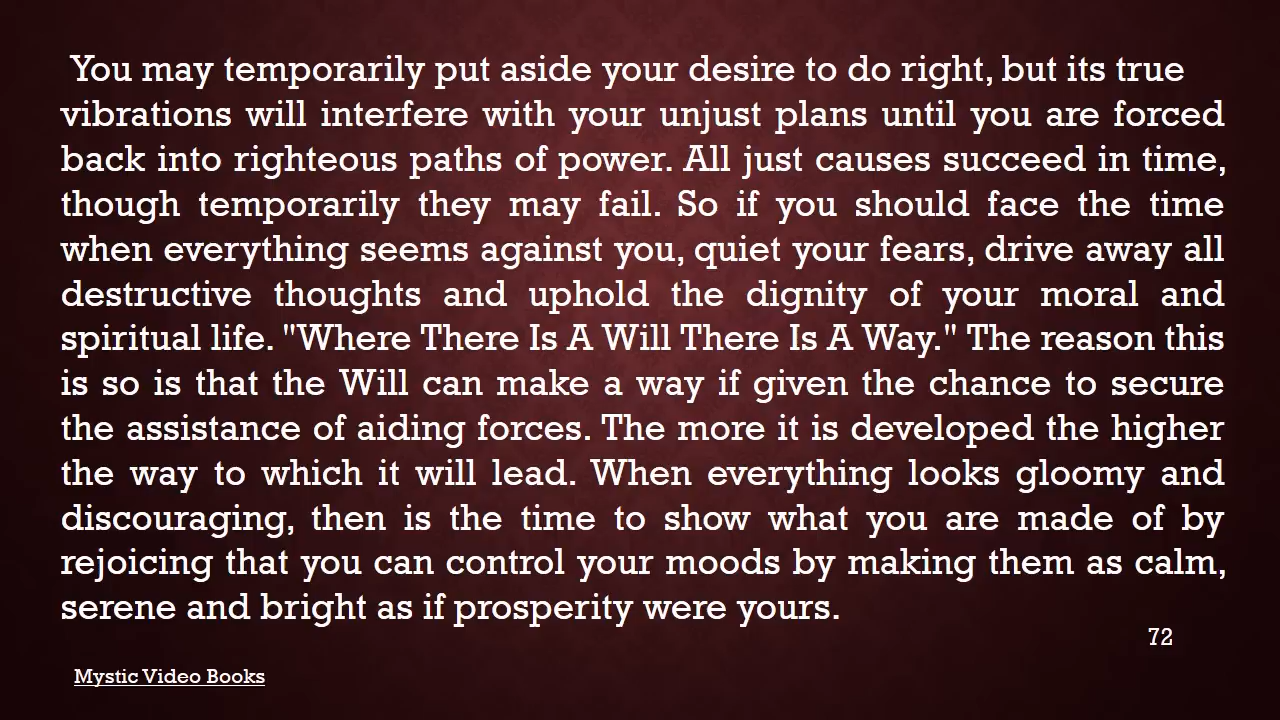 You may temporarily put aside your desire to do right, but its true
vibrations will interfere with your unjust plans until you are forced
back into righteous paths of power. All just causes succeed in time,
though temporarily they may fail. So if you should face the time
when everything seems against you, quiet your fears, drive away all
destructive thoughts and uphold the dignity of your moral and
spiritual life. "Where There Is A Will There Is A Way." The reason this
is so is that the Will can make a way if given the chance to secure
the assistance of aiding forces. The more it is developed the higher
the way to which it will lead. When everything looks gloomy and
discouraging, then is the time to show what you are made of by
rejoicing that you can control your moods by making them as calm,
serene and bright as if prosperity were yours.
72
Mystic Video Books